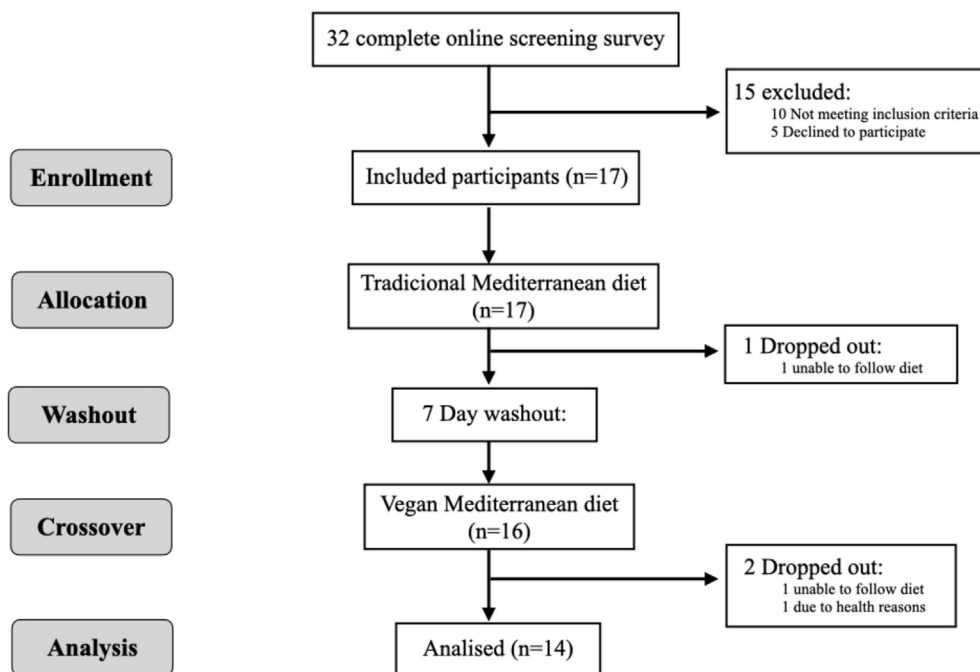 32 complete online screening survey
15 excluded:
10 Not meeting inclusion criteria
5 Declined to participate
Enrollment
Included participants (n=17)
Allocation
Tradicional Mediterranean diet
(n=17)
1 Dropped out:
1 unable to follow diet
Washout
7 Day washout:
Crossover
Vegan Mediterranean diet
(n=16)
2 Dropped out:
1 unable to follow diet
1 due to health reasons
Analysis
Analised (n=14)